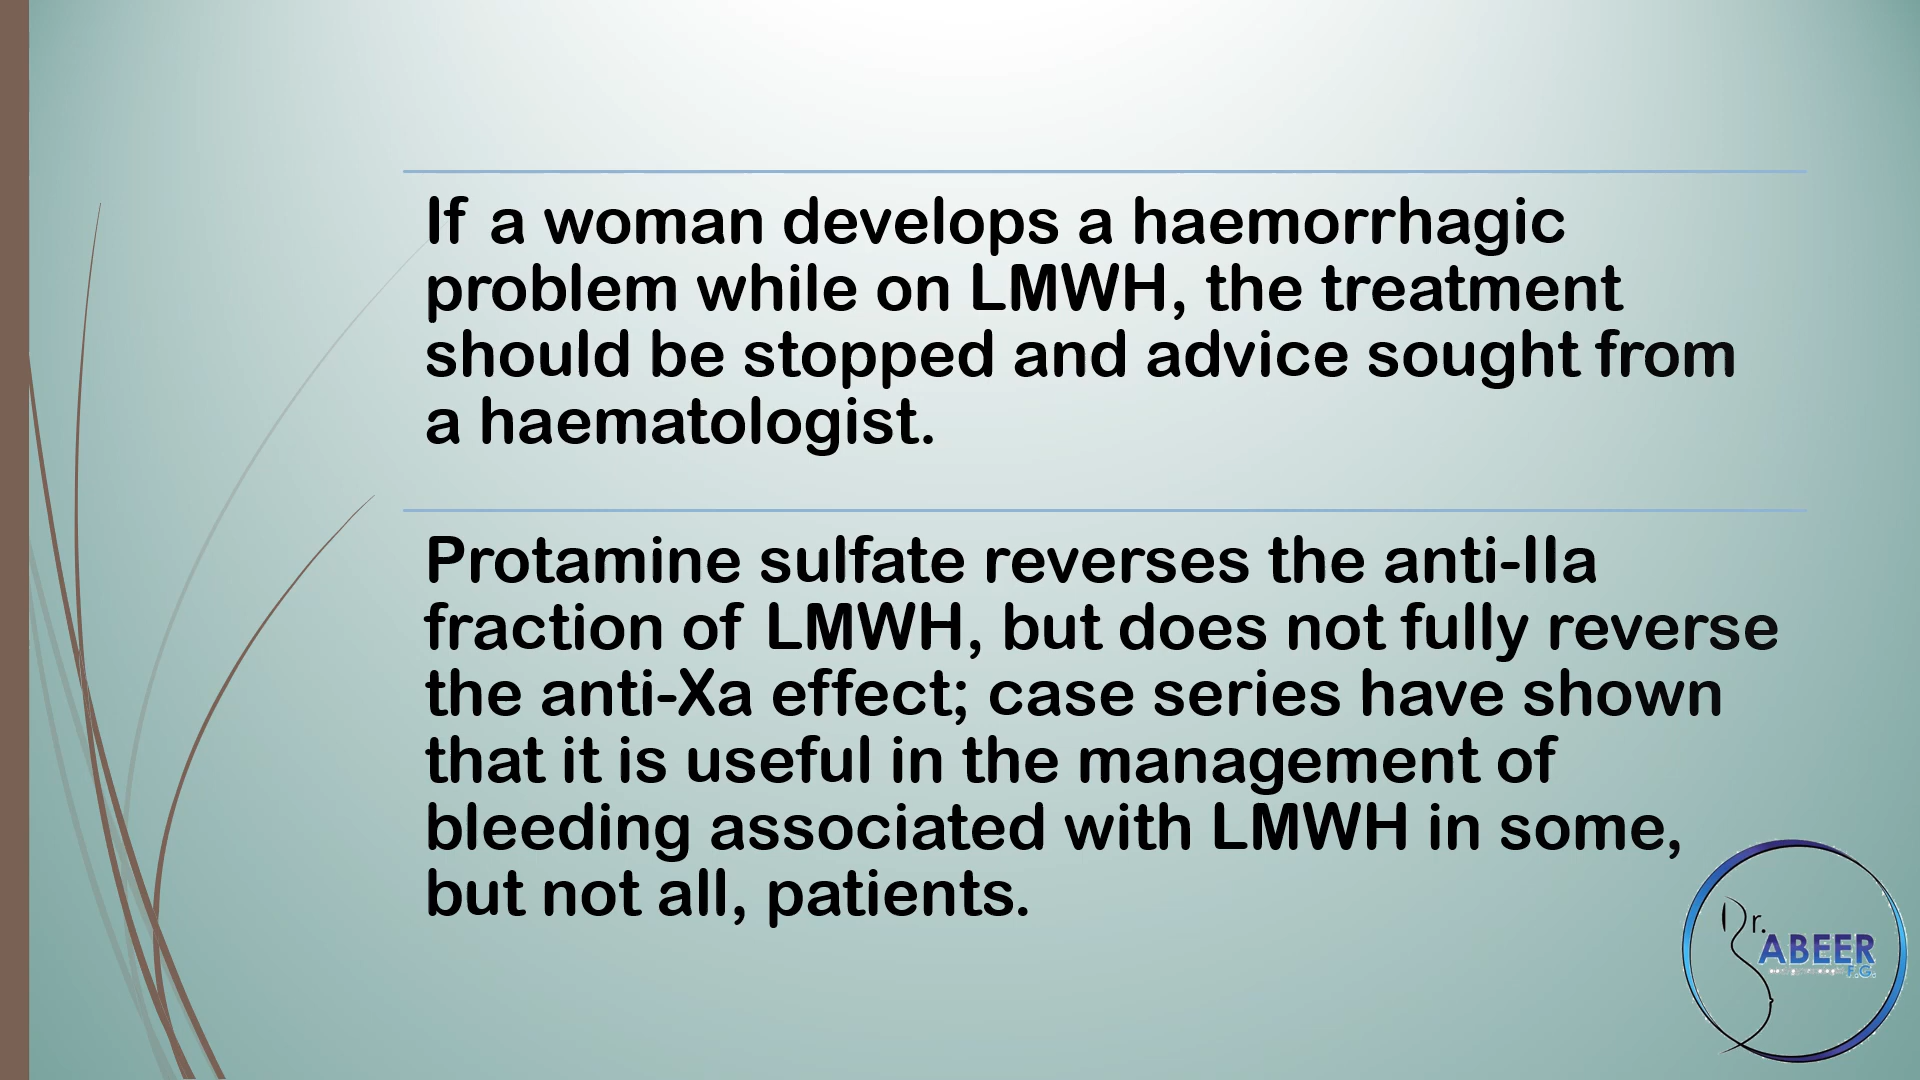 If a woman develops a haemorrhagic
problem while on LMWH, the treatment
should be stopped and advice sought from
a haematologist.
Protamine sulfate reverses the anti-IIa
fraction of LMWH, but does not fully reverse
the anti-Xa effect; case series have shown
that it is useful in the management of
bleeding associated with LMWH in some,
but not all, patients.
Dr.
ABEER
F.G.